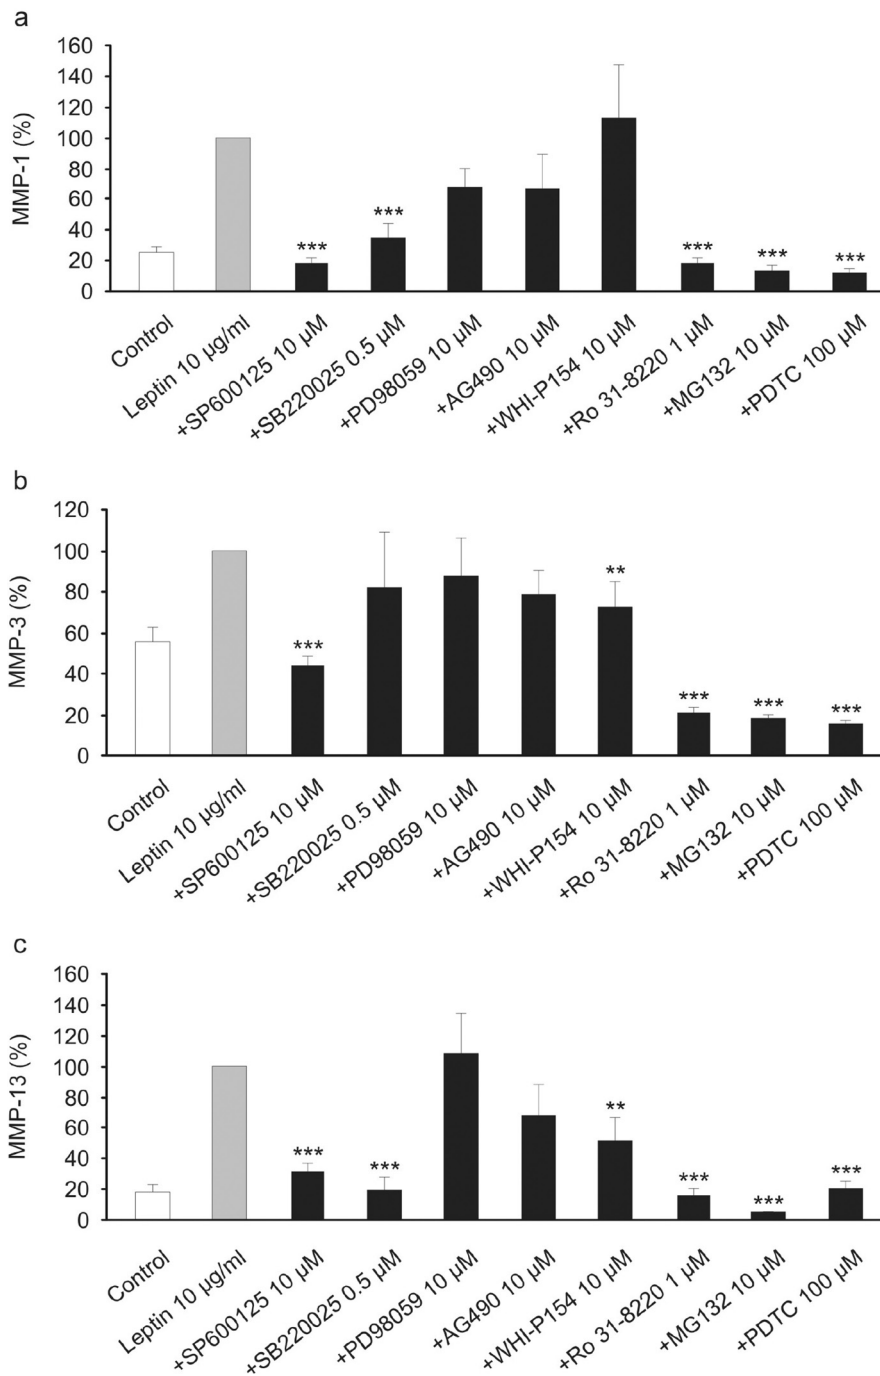 a
160
140
120
100
80
60
40
20
0
MMP-1 (%)
***
***
***
***
***
Control
Leptin 10 µg/ml
+SP600125 10 µM
+SB220025 0.5 µM
+PD98059 10 µM
+AG490 10 µM
+WHI-P154 10 µM
+Ro 31-8220 1 µM
+MG132 10 µM
+PDTC 100 µM
b
120
100
80
60
40
20
0
MMP-3 (%)
***
**
***
***
***
Control
Leptin 10 µg/ml
+SP600125 10 µM
+SB220025 0.5 µM
+PD98059 10 µM
+AG490 10 µM
+WHI-P154 10 µM
+Ro 31-8220 1 µM
+MG132 10 µM
+PDTC 100 µM
c
160
140
120
100
80
60
40
20
0
MMP-13 (%)
***
***
**
***
***
***
Control
Leptin 10 µg/ml
+SP600125 10 µM
+SB220025 0.5 µM
+PD98059 10 µM
+AG490 10 µM
+WHI-P154 10 µM
+Ro 31-8220 1 µM
+MG132 10 µM
+PDTC 100 µM